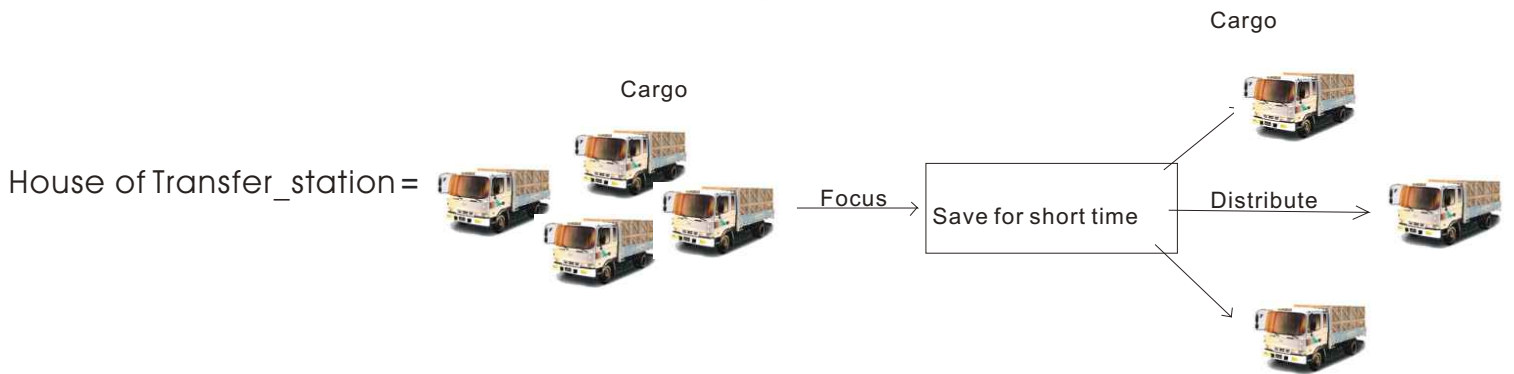 Cargo
Cargo
House of Transfer_station=
Focus
Save for short time
Distribute